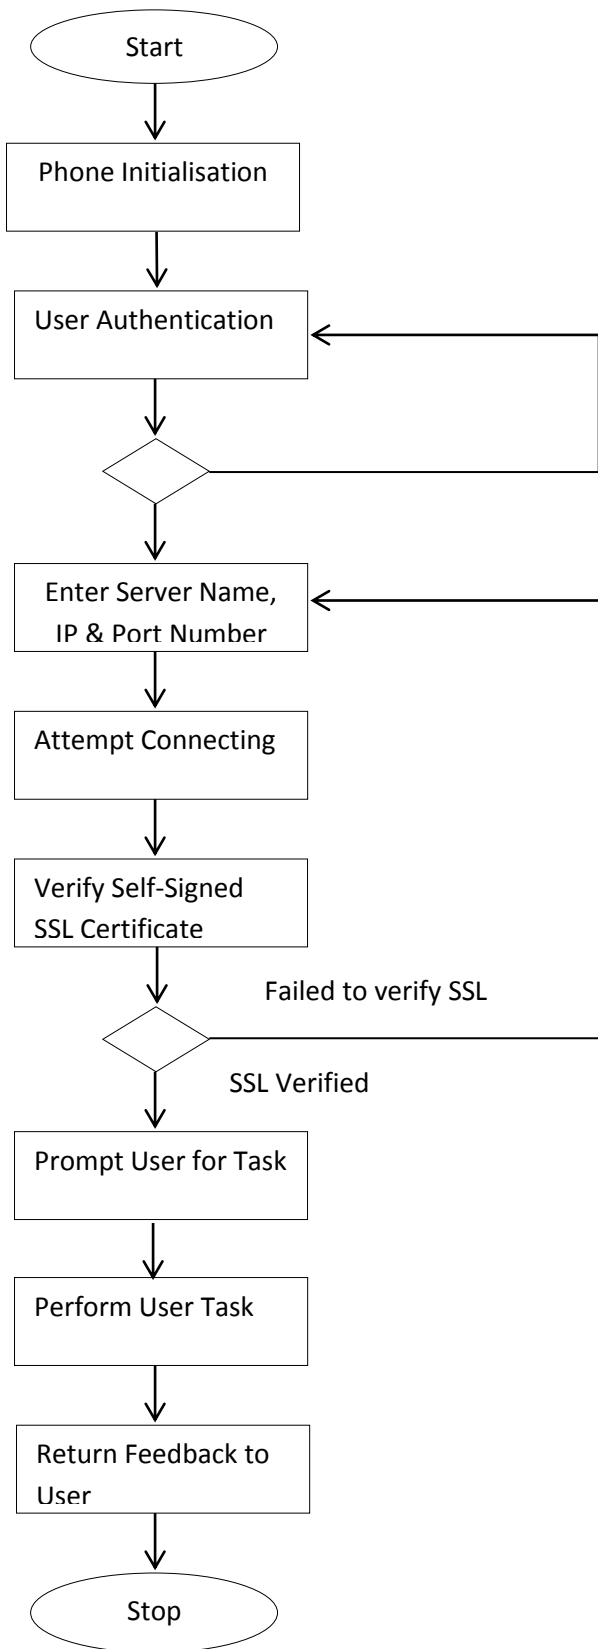 Start
Phone Initialisation
User Authentication
Enter Server Name,
IP & Port Number
Attempt Connecting
Verify Self-Signed
SSL Certificate
Failed to verify SSL
SSL Verified
Prompt User for Task
Perform User Task
Return Feedback to
User
Stop